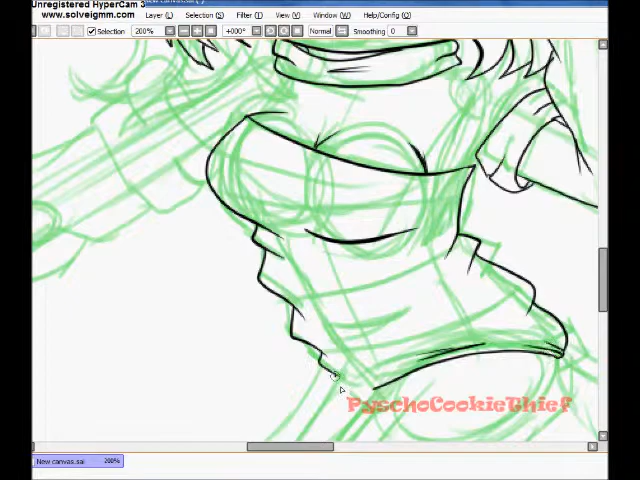 Unregistered HyperCam 3
www.solveigmm.com
Layer (L) Selection (S) Filter (T) View (V) Window (W) Help/Config (O)
Selection 200% +000° Normal Smoothing 0
PyschoCookieThief
New canvas.sai 200%